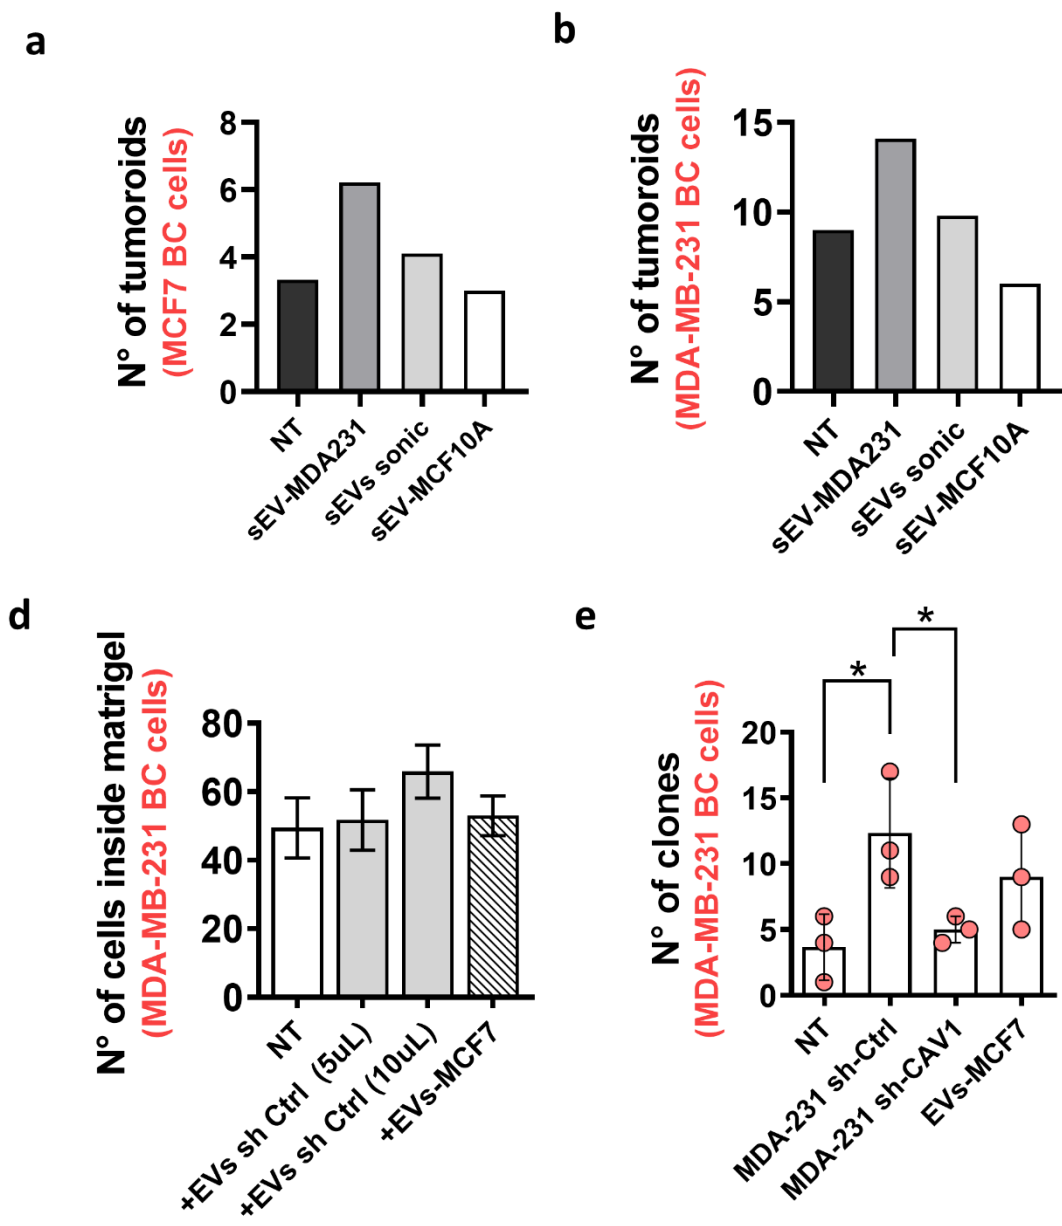 a
N° of tumoroids
(MCF7 BC cells)
8
6
4
2
0
NT
sEV-MDA231
sEVs sonic
sEV-MCF10A
b
N° of tumoroids
(MDA-MB-231 BC cells)
15
10
5
0
NT
sEV-MDA231
sEVs sonic
sEV-MCF10A
d
N° of cells inside matrigel
(MDA-MB-231 BC cells)
80
60
40
20
0
NT
+EVs sh Ctrl (5uL)
+EVs sh Ctrl (10uL)
+EVs-MCF7
e
N° of clones
(MDA-MB-231 BC cells)
*
*
20
15
10
5
0
NT
MDA-231 sh-Ctrl
MDA-231 sh-CAV1
EVs-MCF7